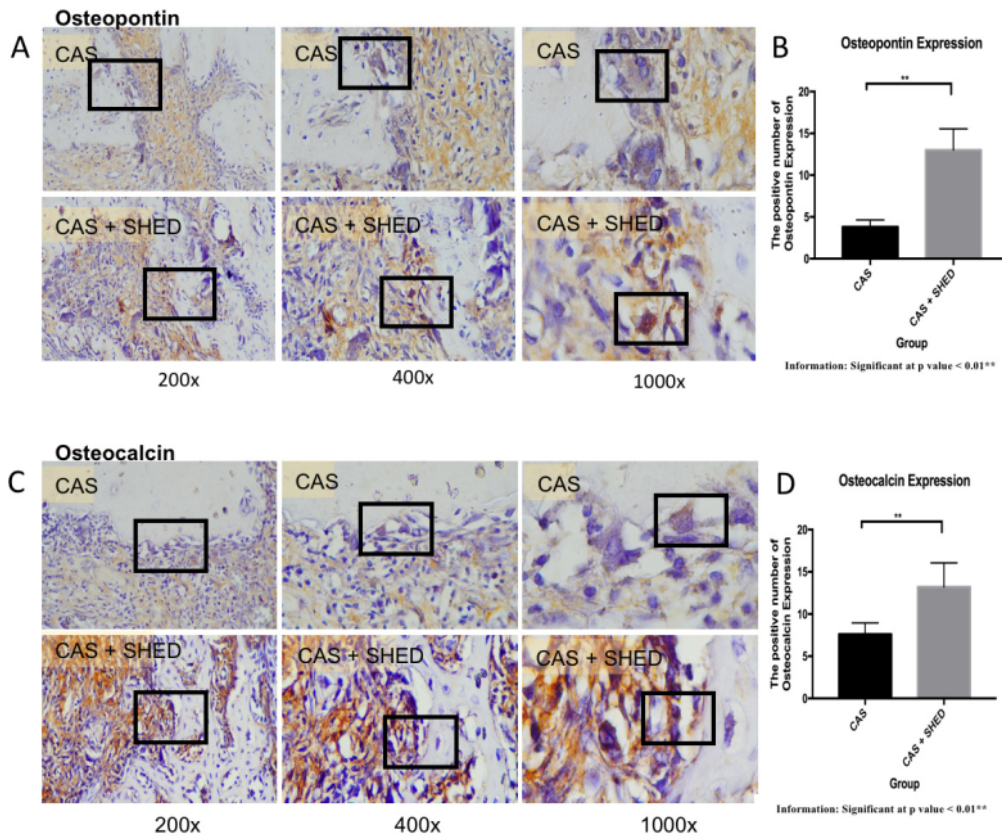 Osteopontin
A
CAS
CAS
CAS
CAS + SHED
CAS + SHED
CAS + SHED
200x
400x
1000x
B
Osteopontin Expression
**
The positive number of
Osteopontin Expression
20
15
10
5
0
CAS
CAS + SHED
Group
Information: Significant at p value < 0.01**
Osteocalcin
C
CAS
CAS
CAS
CAS + SHED
CAS + SHED
CAS + SHED
200x
400x
1000x
D
Osteocalcin Expression
**
The positive number of
Osteocalcin Expression
20
15
10
5
0
CAS
CAS + SHED
Group
Information: Significant at p value < 0.01**